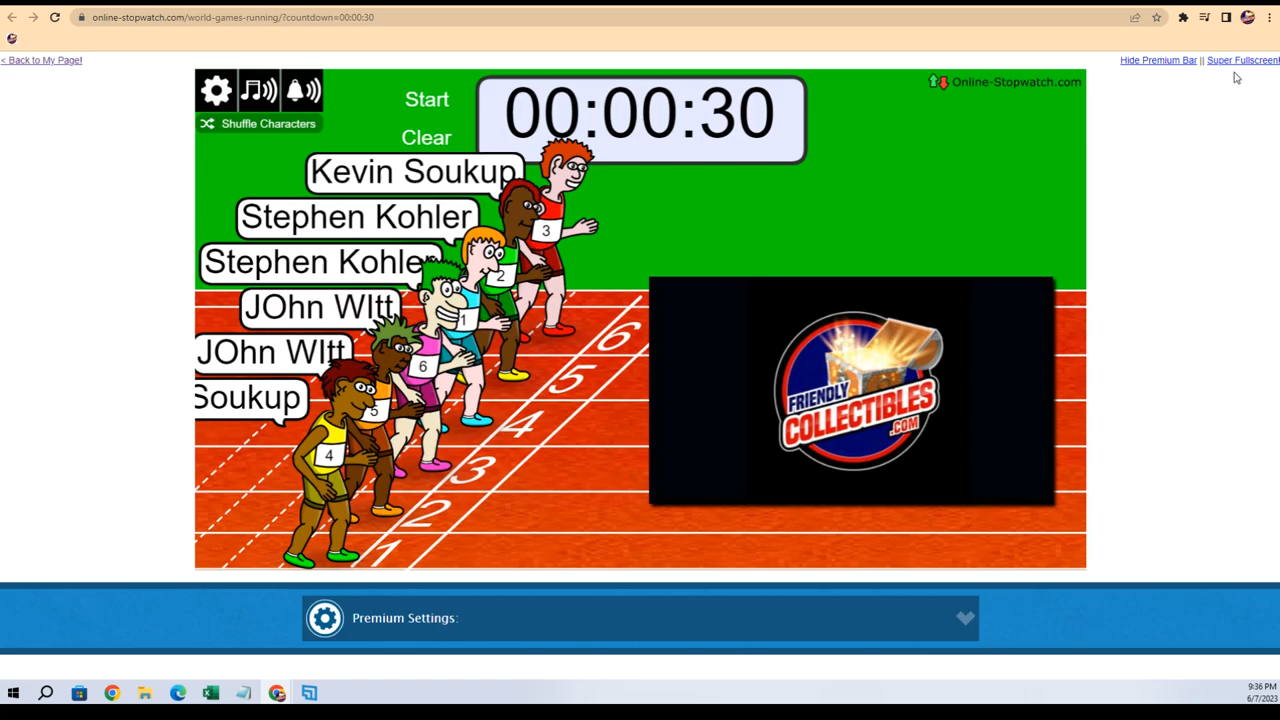 online-stopwatch.com/world-games-running/?countdown=00:00:30
< Back to My Page!
Hide Premium Bar || Super Fullscreen!
Start
Clear
00:00:30
Online-Stopwatch.com
Shuffle Characters
Kevin Soukup
Stephen Kohler
Stephen Kohle
JOhn WItt
JOhn WItt
Soukup
3
2
1
6
5
4
6
5
4
3
2
1
FRIENDLY
COLLECTIBLES
.COM
Premium Settings:
9:36 PM
6/7/2023